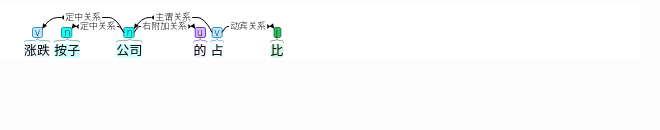 定中关系 主谓关系
定中关系 右附加关系 动宾关系
v n n u v j
涨跌 按子 公司 的 占 比